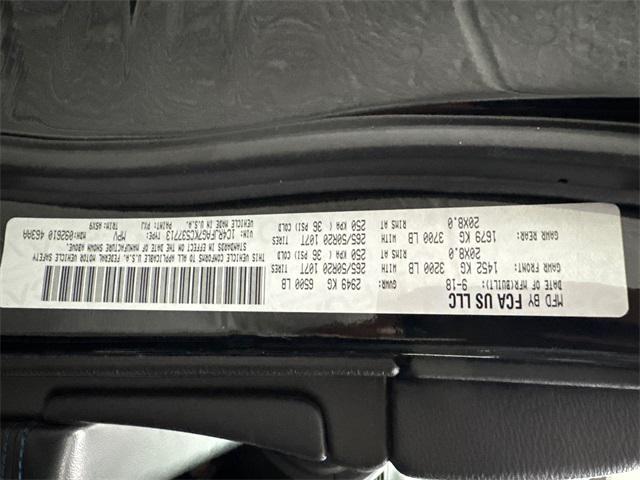 MFD BY FCA US LLC
DATE OF MFR(BUILT): 9-18 GVWR: 2949 KG 6500 LB
GAWR FRONT: 1452 KG 3200 LB 265/50R20 107T TIRES
20X8.0 RIMS AT 250 KPA ( 36 PSI) COLD
GAWR REAR: 1679 KG 3700 LB 265/50R20 107T TIRES
20X8.0 RIMS AT 250 KPA ( 36 PSI) COLD
THIS VEHICLE CONFORMS TO ALL APPLICABLE U.S.A. FEDERAL MOTOR VEHICLE SAFETY
STANDARDS IN EFFECT ON THE DATE OF MANUFACTURE SHOWN ABOVE.
VIN: 1C4RJFAG7KC537713 TYPE: MPV
VEHICLE MADE IN U.S.A. PAINT: PXJ TRIM: A5X9
MDH:092610 463AA